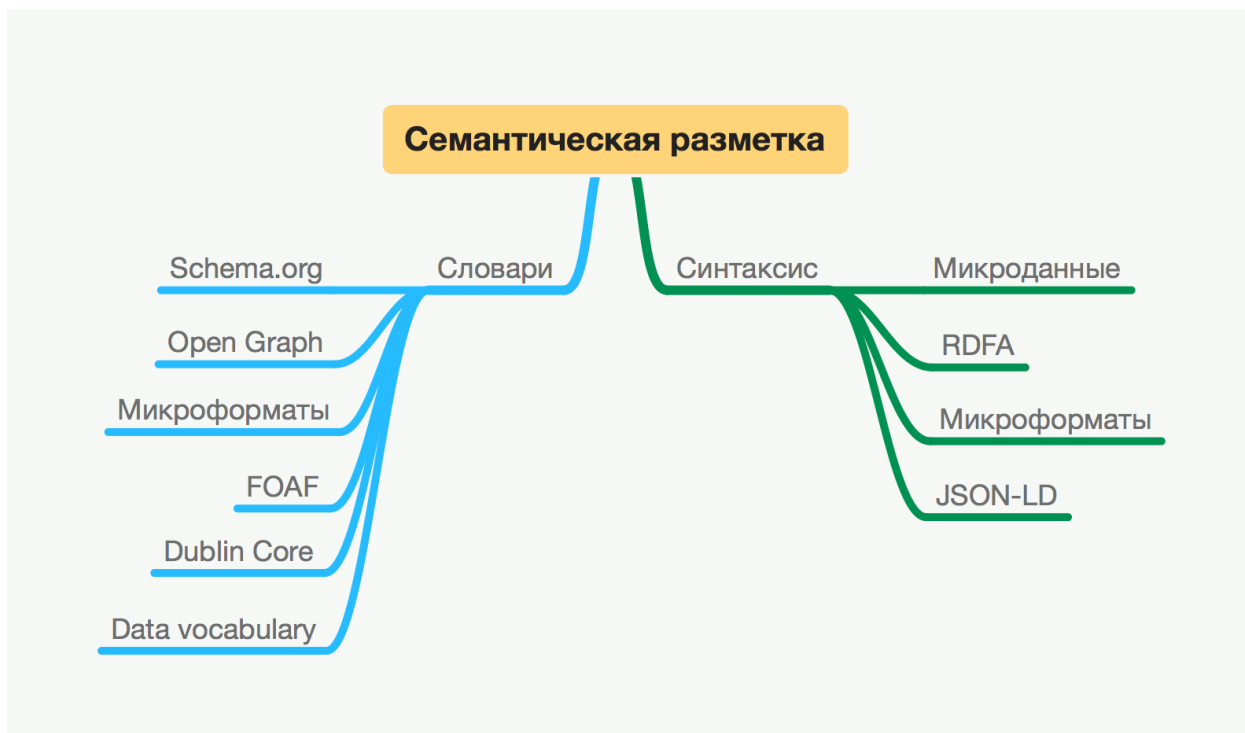 Семантическая разметка
Словари
Schema.org
Open Graph
Микроформаты
FOAF
Dublin Core
Data vocabulary
Синтаксис
Микроданные
RDFA
Микроформаты
JSON-LD